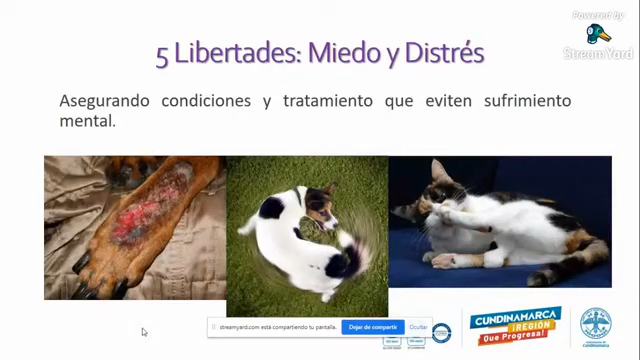 Powered by
StreamYard
5 Libertades: Miedo y Distrés
Asegurando condiciones y tratamiento que eviten sufrimiento
mental.
streamyard.com está compartiendo tu pantalla.
Dejar de compartir
Ocultar
CUNDINAMARCA
¡REGIÓN
Que Progresa!